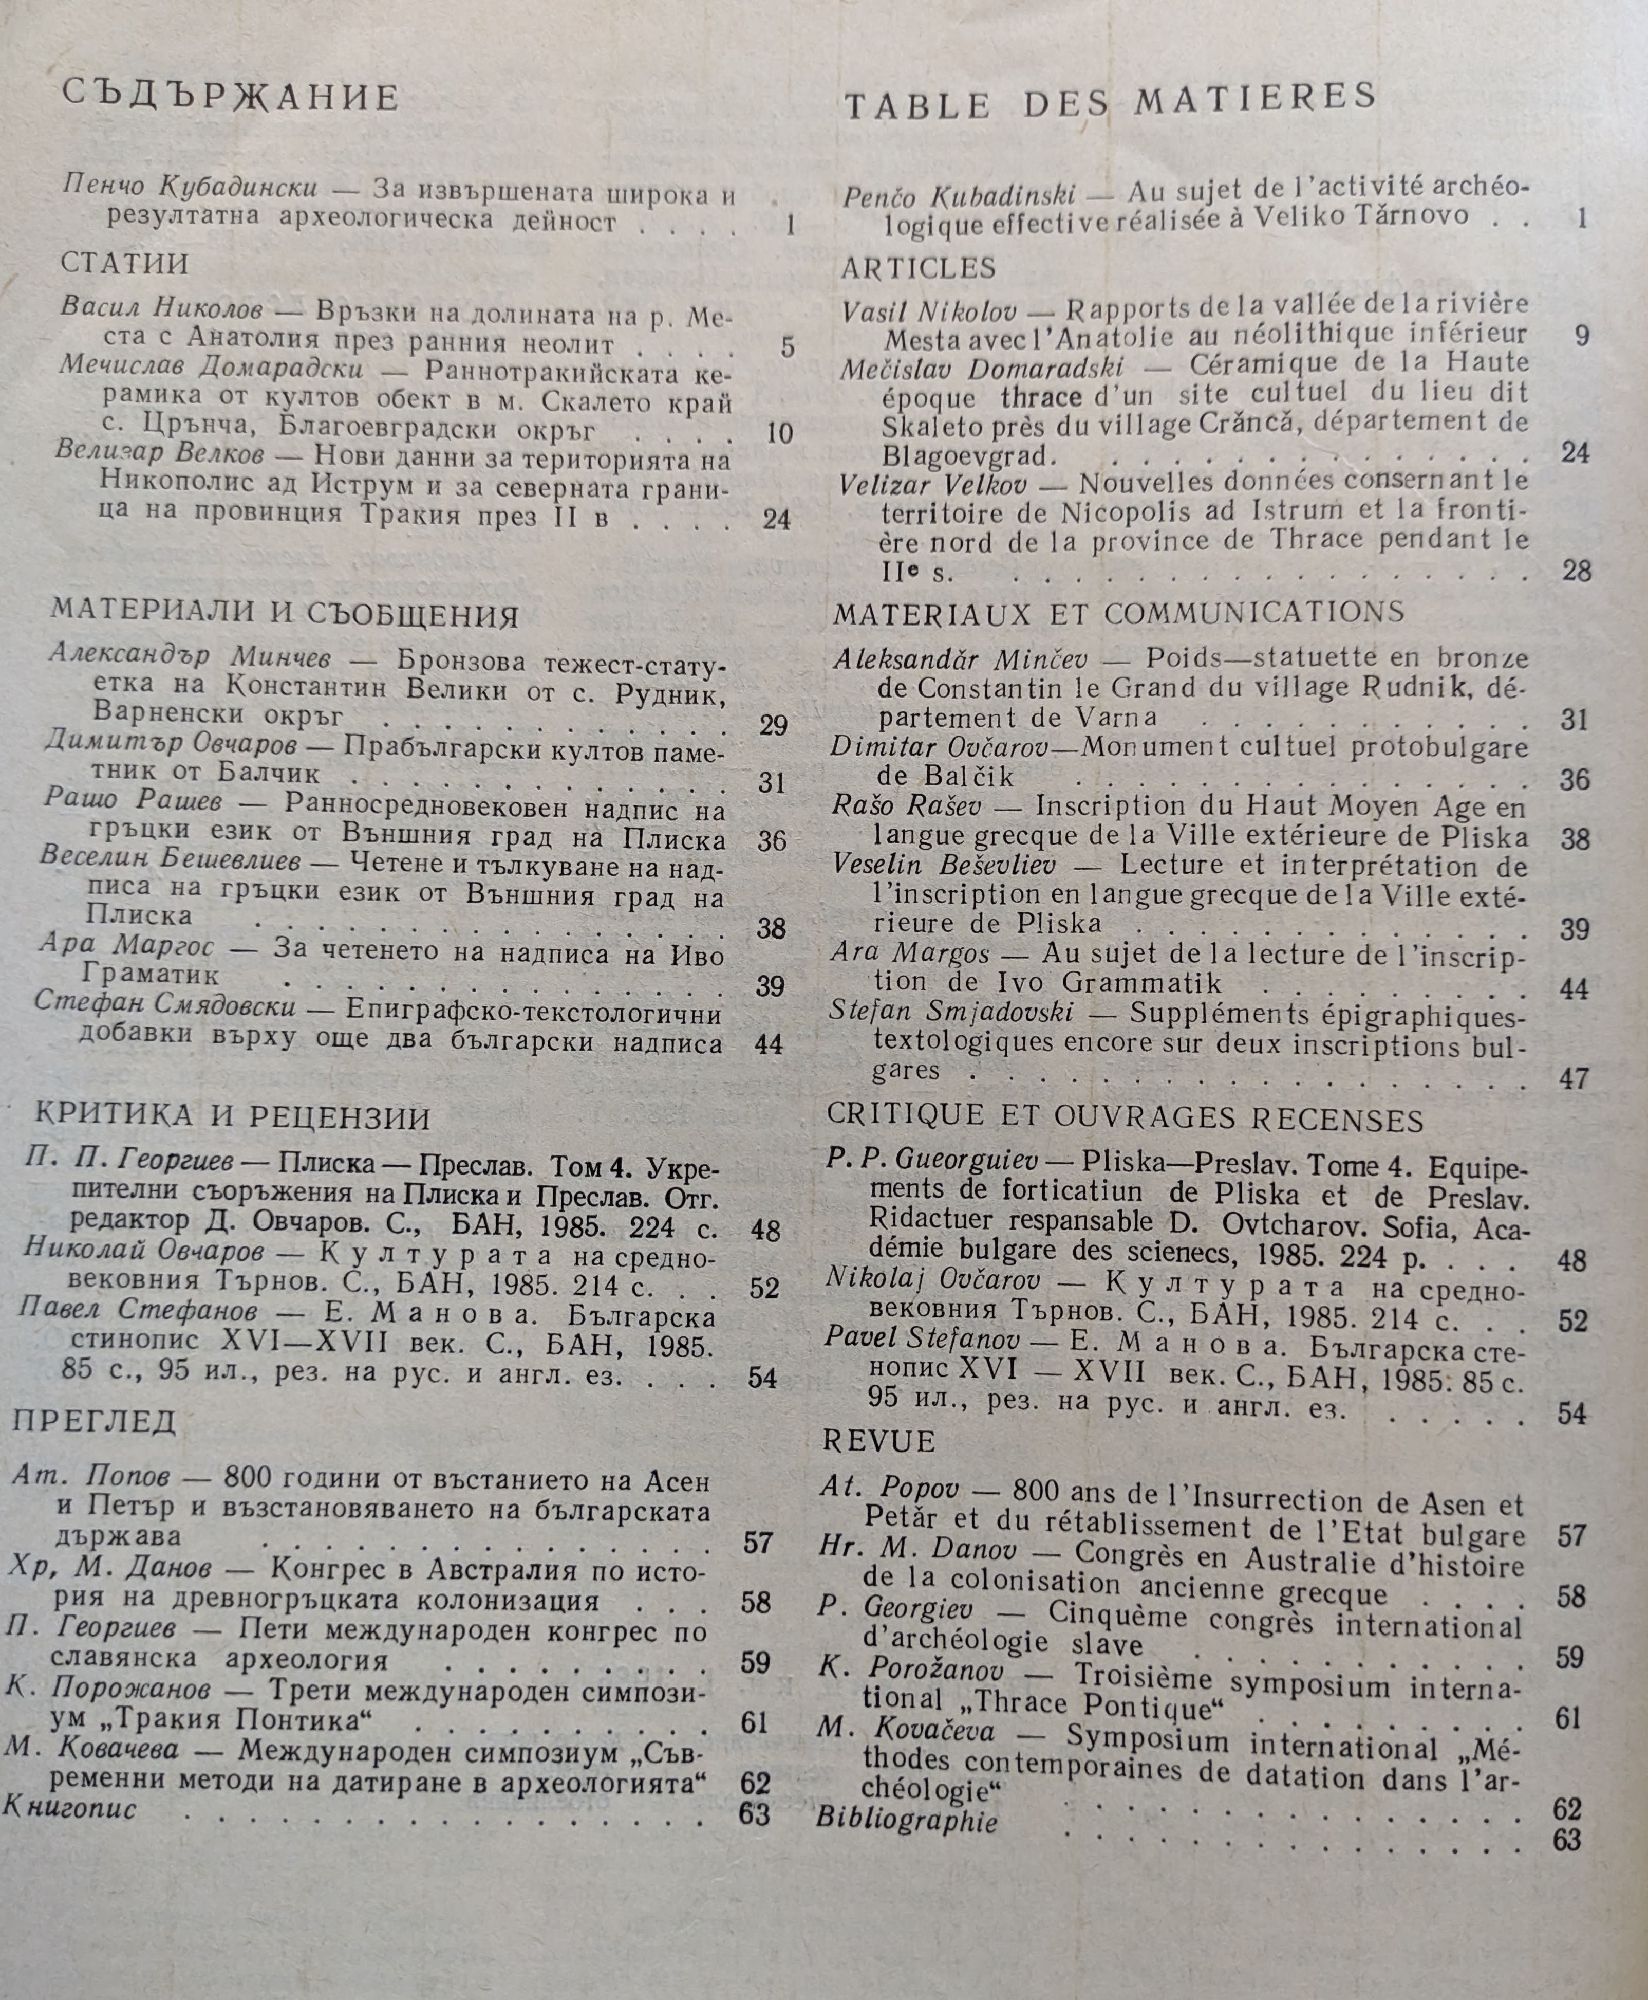 СЪДЪРЖАНИЕ
Пенчо Кубадински — За извършената широка и
резултатна археологическа дейност . . . . 1
СТАТИИ
Васил Николов — Връзки на долината на р. Ме-
ста с Анатолия през ранния неолит . . . . 5
Мечислав Домарадски — Раннотракийската ке-
рамика от култов обект в м. Скалето край
с. Црънча, Благоевградски окръг . . . . 10
Велизар Велков — Нови данни за територията на
Никополис ад Иструм и за северната грани-
ца на провинция Тракия през II в . . . . 24
МАТЕРИАЛИ И СЪОБЩЕНИЯ
Александър Минчев — Бронзова тежест-стату-
етка на Константин Велики от с. Рудник,
Варненски окръг . . . . . . . . . . . . 29
Димитър Овчаров — Прабългарски култов паме-
тник от Балчик . . . . . . . . . . . . . 31
Рашо Рашев — Ранносредновековен надпис на
гръцки език от Външния град на Плиска 36
Веселин Бешевлиев — Четене и тълкуване на над-
писа на гръцки език от Външния град на
Плиска . . . . . . . . . . . . . . . . 38
Ара Маргос — За четенето на надписа на Иво
Граматик . . . . . . . . . . . . . . . 39
Стефан Смядовски — Епиграфско-текстологични
добавки върху още два български надписа 44
КРИТИКА И РЕЦЕНЗИИ
П. П. Георгиев — Плиска — Преслав. Том 4. Укре-
пителни съоръжения на Плиска и Преслав. Отг.
редактор Д. Овчаров. С., БАН, 1985. 224 с. 48
Николай Овчаров — Културата на средно-
вековния Търнов. С., БАН, 1985. 214 с. . . 52
Павел Стефанов — Е. Манова. Българска
стинопис XVI—XVII век. С., БАН, 1985.
85 с., 95 ил., рез. на рус. и англ. ез. . . . 54
ПРЕГЛЕД
Ат. Попов — 800 години от въстанието на Асен
и Петър и възстановяването на българската
държава . . . . . . . . . . . . . . . . 57
Хр, М. Данов — Конгрес в Австралия по исто-
рия на древногръцката колонизация . . . 58
П. Георгиев — Пети международен конгрес по
славянска археология . . . . . . . . . 59
К. Порожанов — Трети международен симпози-
ум „Тракия Понтика“ . . . . . . . . . . 61
М. Ковачева — Международен симпозиум „Съв-
ременни методи на датиране в археологията“ 62
Книгопис . . . . . . . . . . . . . . . . 63
TABLE DES MATIERES
Penčo Kubadinski — Au sujet de l'activité archéo-
logique effective réalisée à Veliko Tărnovo . . 1
ARTICLES
Vasil Nikolov — Rapports de la vallée de la rivière
Mesta avec l'Anatolie au néolithique inférieur 9
Mečislav Domaradski — Céramique de la Haute
époque thrace d'un site cultuel du lieu dit
Skaleto près du village Crăncă, département de
Blagoevgrad. . . . . . . . . . . . . . . 24
Velizar Velkov — Nouvelles données consernant le
territoire de Nicopolis ad Istrum et la fronti-
ère nord de la province de Thrace pendant le
IIe s. . . . . . . . . . . . . . . . . . 28
MATERIAUX ET COMMUNICATIONS
Aleksandăr Minčev — Poids—statuette en bronze
de Constantin le Grand du village Rudnik, dé-
partement de Varna . . . . . . . . . . . 31
Dimitar Ovčarov—Monument cultuel protobulgare
de Balčik . . . . . . . . . . . . . . . 36
Rašo Rašev — Inscription du Haut Moyen Age en
langue grecque de la Ville extérieure de Pliska 38
Veselin Beševliev — Lecture et interprétation de
l'inscription en langue grecque de la Ville exté-
rieure de Pliska . . . . . . . . . . . . 39
Ara Margos — Au sujet de la lecture de l'inscrip-
tion de Ivo Grammatik . . . . . . . . . 44
Stefan Smjadovski — Suppléments épigraphiques-
textologiques encore sur deux inscriptions bul-
gares . . . . . . . . . . . . . . . . . 47
CRITIQUE ET OUVRAGES RECENSES
P. P. Gueorguiev — Pliska—Preslav. Tome 4. Equipe-
ments de forticatiun de Pliska et de Preslav.
Ridactuer respansable D. Ovtcharov. Sofia, Aca-
démie bulgare des scienecs, 1985. 224 p. . . . 48
Nikolaj Ovčarov — Културата на средно-
вековния Търнов. С., БАН, 1985. 214 с. . . 52
Pavel Stefanov — Е. Манова. Българска сте-
нопис XVI — XVII век. С., БАН, 1985. 85 с.
95 ил., рез. на рус. и англ. ез. . . . . . 54
REVUE
At. Popov — 800 ans de l'Insurrection de Asen et
Petăr et du rétablissement de l'Etat bulgare 57
Hr. M. Danov — Congrès en Australie d'histoire
de la colonisation ancienne grecque . . . . 58
P. Georgiev — Cinquème congrès international
d'archéologie slave . . . . . . . . . . . 59
K. Porožanov — Troisième symposium interna-
tional „Thrace Pontique“ . . . . . . . . 61
M. Kovačeva — Symposium international „Mé-
thodes contemporaines de datation dans l'ar-
chéologie“ . . . . . . . . . . . . . . . 62
Bibliographie . . . . . . . . . . . . . . 63